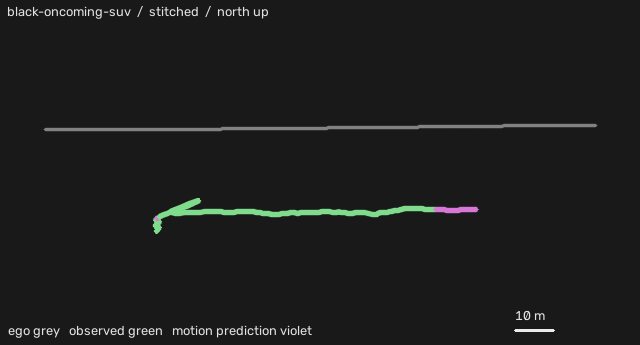 black-oncoming-suv / stitched / north up
10 m
ego grey observed green motion prediction violet